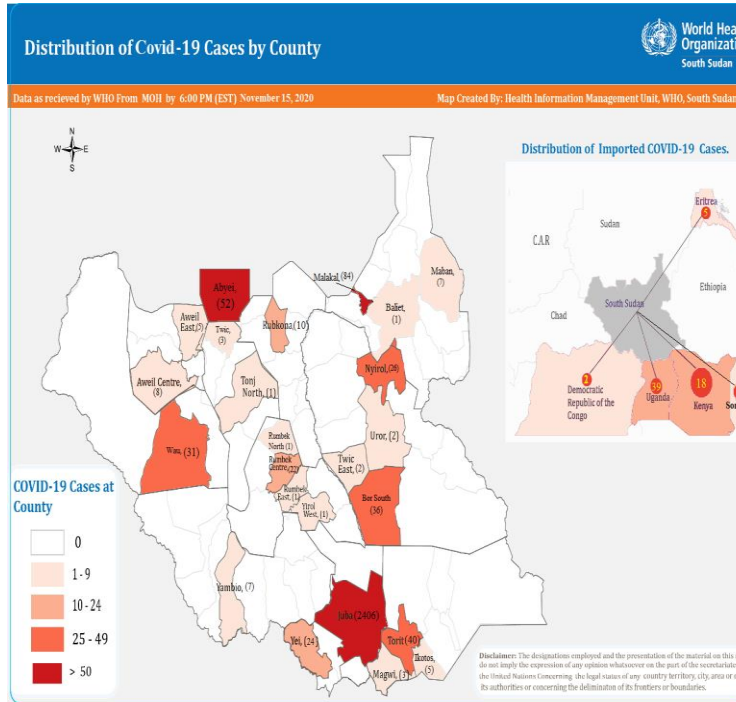 Distribution of Covid-19 Cases by County
World Hea
Organizati
South Sudan
Data as recieved by WHO From MOH by 6:00 PM (EST) November 15, 2020
Map Created By: Health Information Management Unit, WHO, South Sudan
N
W E
S
Distribution of Imported COVID-19 Cases.
Eritrea
5
Sudan
C.A.R
Ethiopia
South Sudan
Chad
2
Democratic
Republic of the
Congo
39
Uganda
18
Kenya
Som
Malakal, (84)
Maban,
(7)
Abyei,
(52)
Baliet,
(1)
Aweil
East, (5)
Twic,
(3)
Rubkona (10)
Nyirol, (28)
Aweil Centre,
(8)
Tonj
North, (1)
Uror, (2)
Wau, (31)
Rumbek
North (1)
Rumbek
Centre,
Rumbek
East, (1)
Yirol
West, (1)
Twic
East, (2)
Bor South
(36)
Yambio, (7)
Juba (2406)
Yei, (24)
Torit (40)
Ikotos,
(5)
Magwi, (3)
COVID-19 Cases at
County
0
1 - 9
10 - 24
25 - 49
> 50
Disclaimer: The designations employed and the presentation of the material on this
do not imply the expression of any opinion whatsoever on the part of the secretariate
the United Nations Concerning the legal status of any country territory, city, area or
its authorities or concerning the delimitation of its frontiers or boundaries.